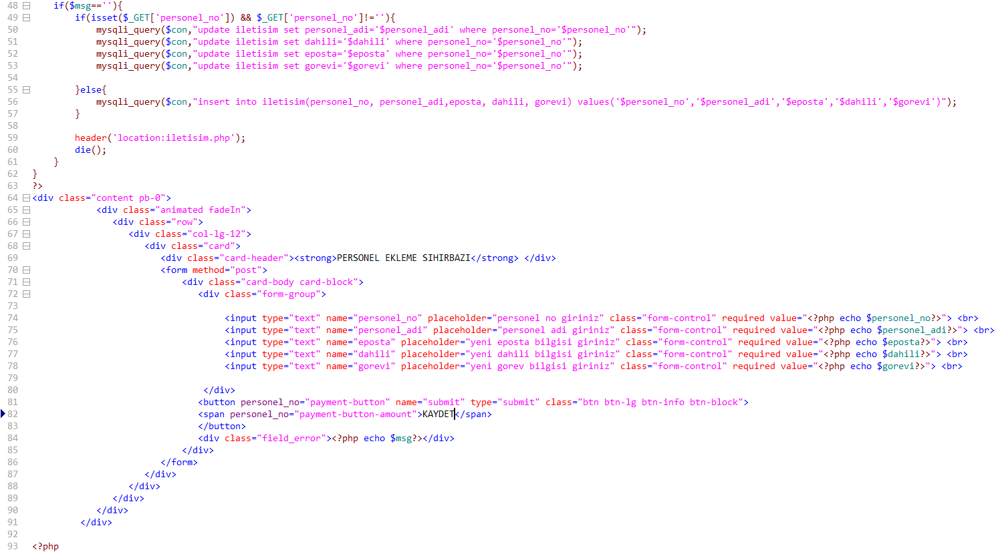 48 if($msg==''){
49 if(isset($_GET['personel_no']) && $_GET['personel_no']!=''){
50 mysqli_query($con,"update iletisim set personel_adi='$personel_adi' where personel_no='$personel_no'");
51 mysqli_query($con,"update iletisim set dahili='$dahili' where personel_no='$personel_no'");
52 mysqli_query($con,"update iletisim set eposta='$eposta' where personel_no='$personel_no'");
53 mysqli_query($con,"update iletisim set gorevi='$gorevi' where personel_no='$personel_no'");
54
55 }else{
56 mysqli_query($con,"insert into iletisim(personel_no, personel_adi,eposta, dahili, gorevi) values('$personel_no','$personel_adi','$eposta','$dahili','$gorevi')");
57 }
58
59 header('location:iletisim.php');
60 die();
61 }
62 }
63 ?>
64 <div class="content pb-0">
65 <div class="animated fadeIn">
66 <div class="row">
67 <div class="col-lg-12">
68 <div class="card">
69 <div class="card-header"><strong>PERSONEL EKLEME SIHIRBAZI</strong> </div>
70 <form method="post">
71 <div class="card-body card-block">
72 <div class="form-group">
73
74 <input type="text" name="personel_no" placeholder="personel no giriniz" class="form-control" required value="<?php echo $personel_no?>"> <br>
75 <input type="text" name="personel_adi" placeholder="personel adi giriniz" class="form-control" required value="<?php echo $personel_adi?>"> <br>
76 <input type="text" name="eposta" placeholder="yeni eposta bilgisi giriniz" class="form-control" required value="<?php echo $eposta?>"> <br>
77 <input type="text" name="dahili" placeholder="yeni dahili bilgisi giriniz" class="form-control" required value="<?php echo $dahili?>"> <br>
78 <input type="text" name="gorevi" placeholder="yeni gorev bilgisi giriniz" class="form-control" required value="<?php echo $gorevi?>"> <br>
79
80 </div>
81 <button personel_no="payment-button" name="submit" type="submit" class="btn btn-lg btn-info btn-block">
82 <span personel_no="payment-button-amount">KAYDET</span>
83 </button>
84 <div class="field_error"><?php echo $msg?></div>
85 </div>
86 </form>
87 </div>
88 </div>
89 </div>
90 </div>
91 </div>
92
93 <?php